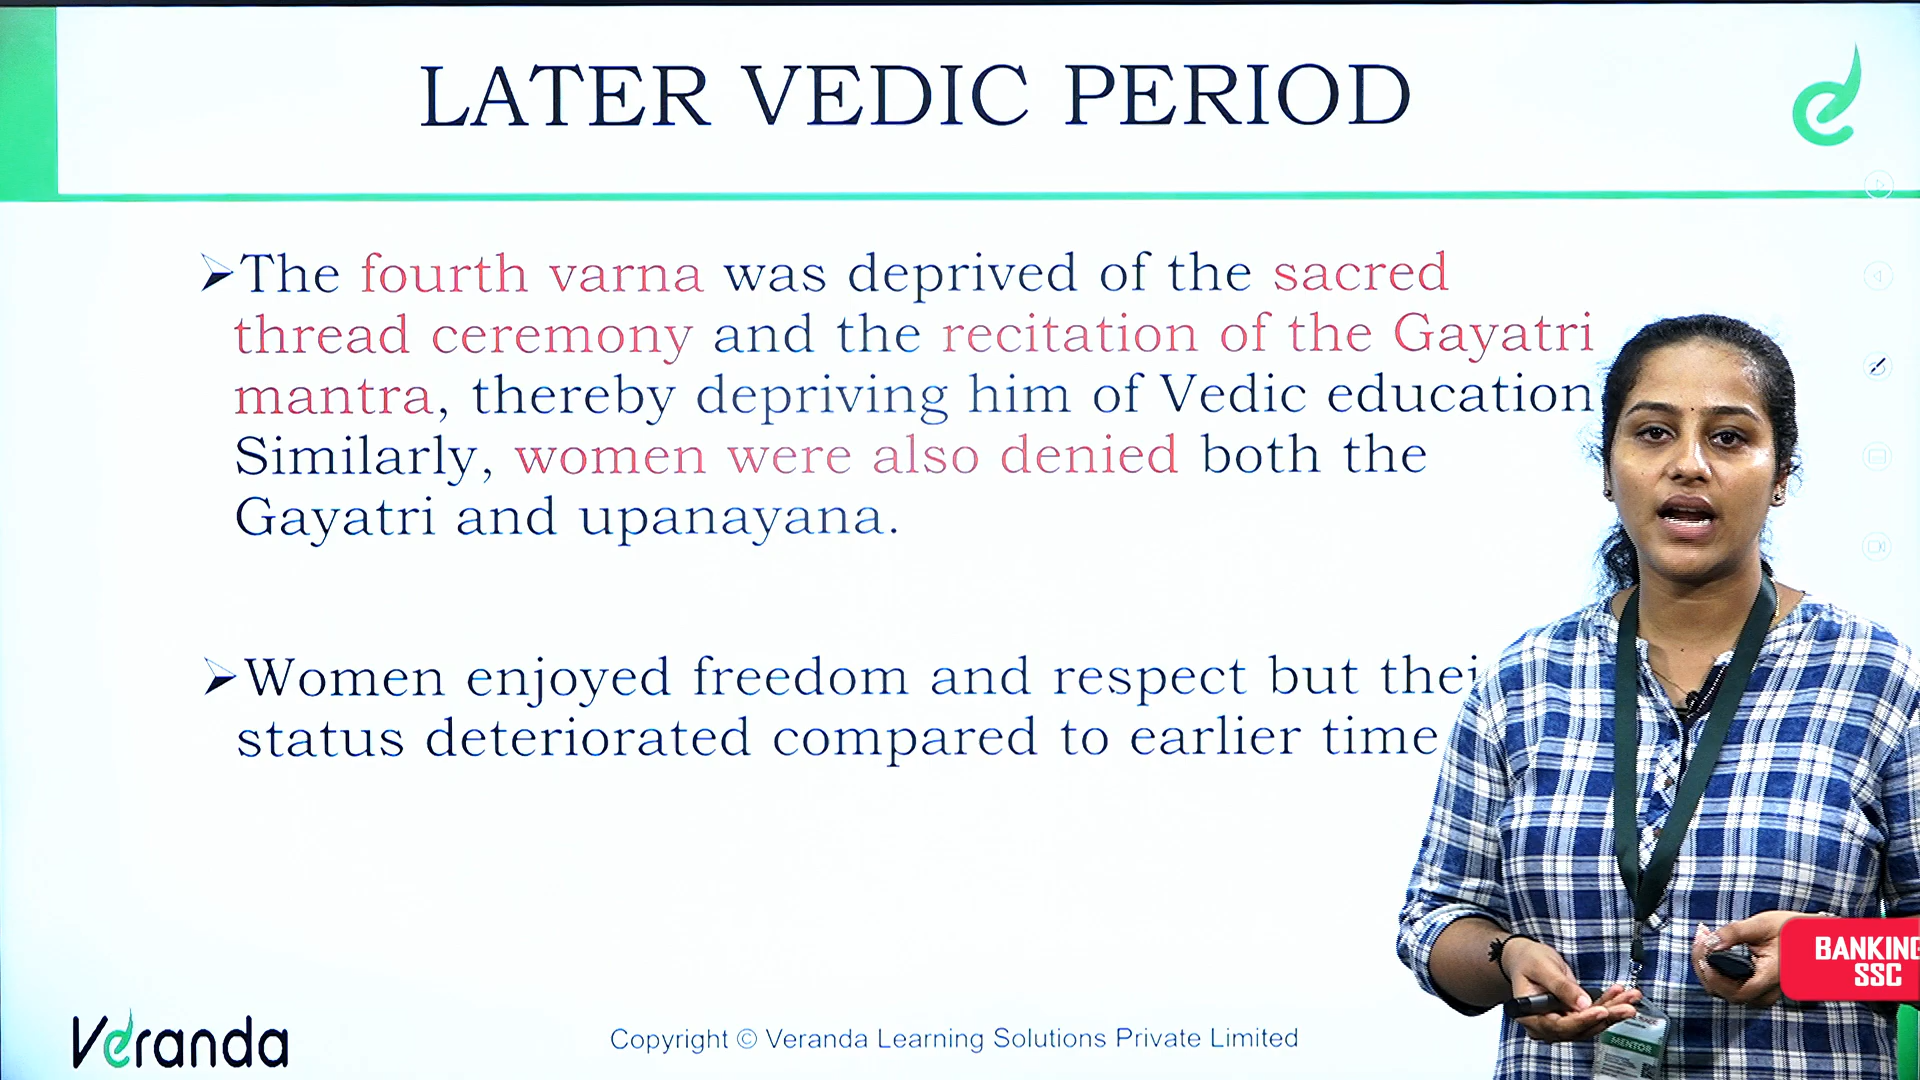 LATER VEDIC PERIOD
The fourth varna was deprived of the sacred
thread ceremony and the recitation of the Gayatri
mantra, thereby depriving him of Vedic education
Similarly, women were also denied both the
Gayatri and upanayana.
Women enjoyed freedom and respect but thei
status deteriorated compared to earlier time
BANKING
SSC
MENTOR
Veranda
Copyright © Veranda Learning Solutions Private Limited